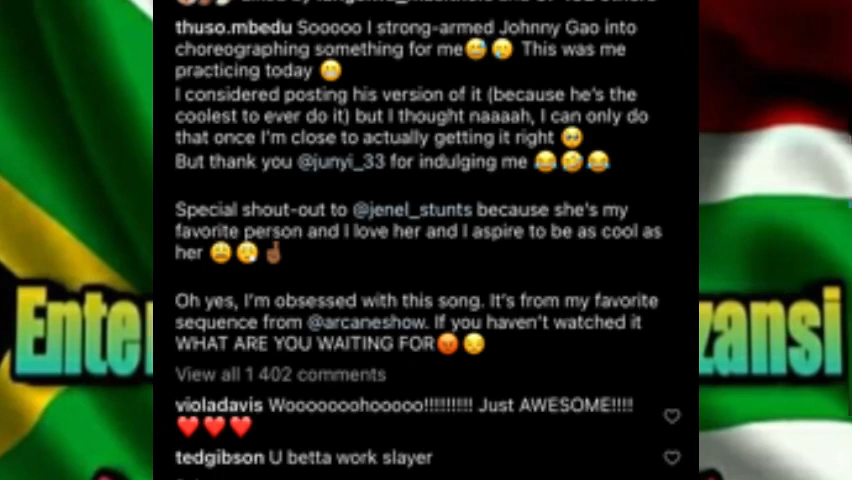 thuso.mbedu Sooooo I strong-armed Johnny Gao into
choreographing something for me😅🥲 This was me
practicing today 😬
I considered posting his version of it (because he's the
coolest to ever do it) but I thought naaaah, I can only do
that once I'm close to actually getting it right 🥹
But thank you @junyi_33 for indulging me 😂🤣😂
Special shout-out to @jenel_stunts because she's my
favorite person and I love her and I aspire to be as cool as
her 😩😪🤞🏾
Oh yes, I'm obsessed with this song. It's from my favorite
sequence from @arcaneshow. If you haven't watched it
WHAT ARE YOU WAITING FOR😡😔
View all 1 402 comments
violadavis Wooooooohooooo!!!!!!!!!! Just AWESOME!!!!
❤️❤️❤️
tedgibson U betta work slayer
Enter
zansi